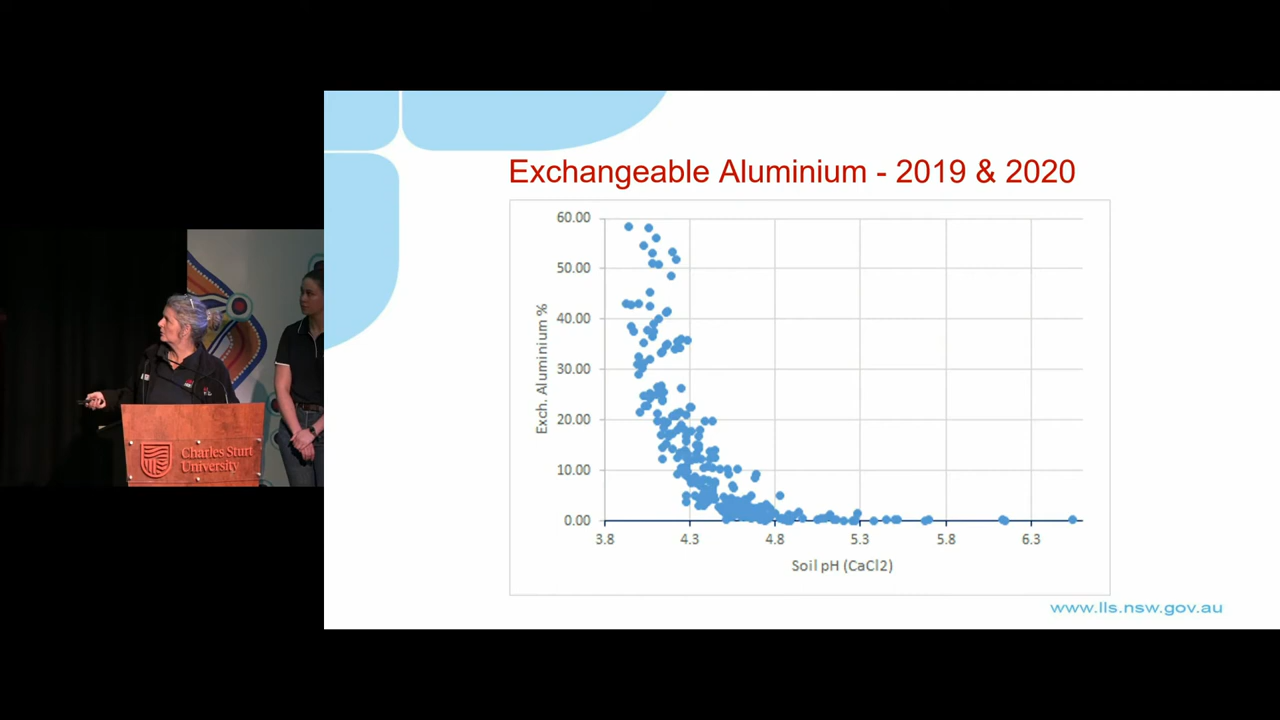 Exchangeable Aluminium - 2019 & 2020
60.00
50.00
40.00
30.00
20.00
10.00
0.00
Exch. Aluminium %
3.8
4.3
4.8
5.3
5.8
6.3
Soil pH (CaCl2)
www.lls.nsw.gov.au
Charles Sturt
University